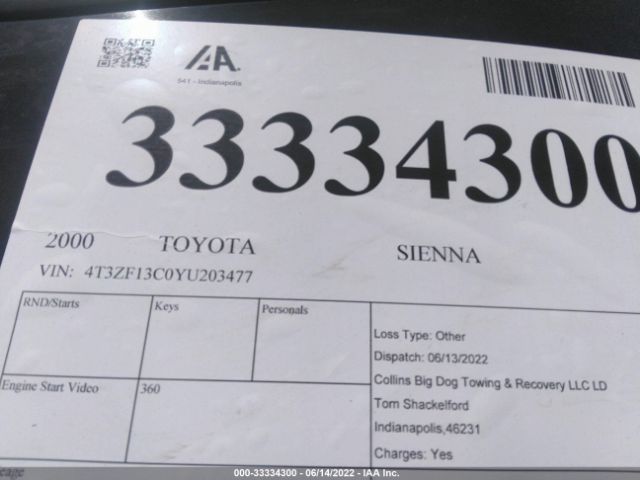 IAA.
541 - Indianapolis
33334300
2000 TOYOTA SIENNA
VIN: 4T3ZF13C0YU203477
RND/Starts Keys Personals
Loss Type: Other
Dispatch: 06/13/2022
Engine Start Video 360
Collins Big Dog Towing & Recovery LLC LD
Tom Shackelford
Indianapolis,46231
Charges: Yes
000-33334300 - 06/14/2022 - IAA Inc.